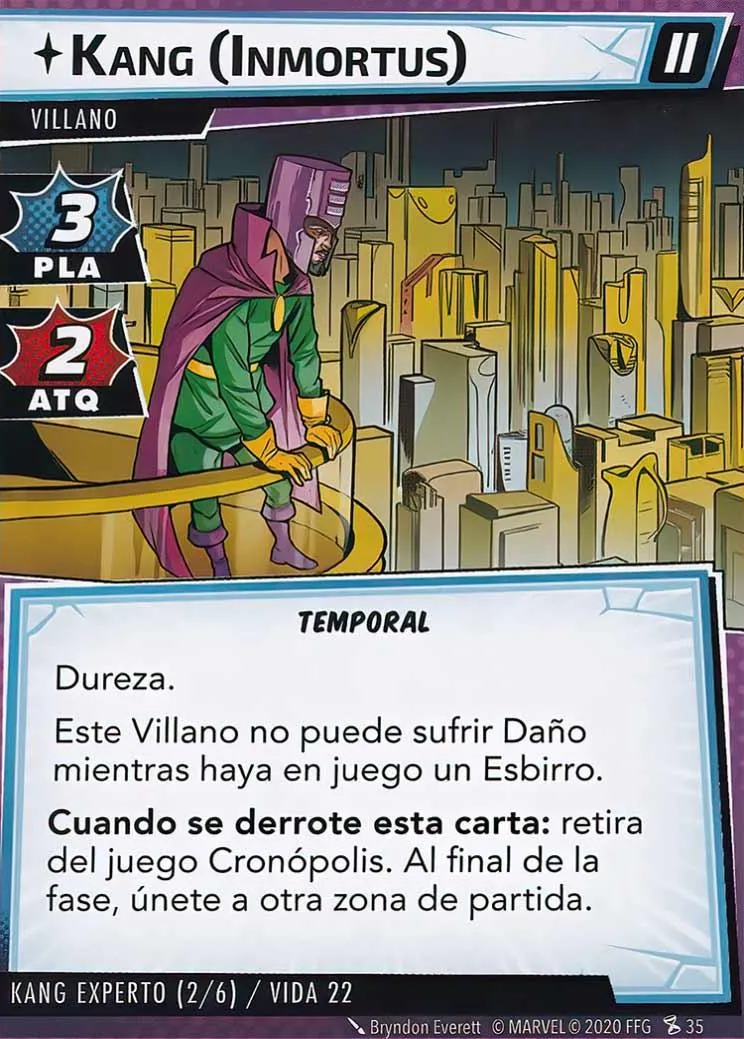 KANG (INMORTUS)
II
VILLANO
3
PLA
2
ATQ
TEMPORAL
Dureza.
Este Villano no puede sufrir Daño
mientras haya en juego un Esbirro.
Cuando se derrote esta carta: retira
del juego Cronópolis. Al final de la
fase, únete a otra zona de partida.
KANG EXPERTO (2/6) / VIDA 22
Bryndon Everett © MARVEL © 2020 FFG 35